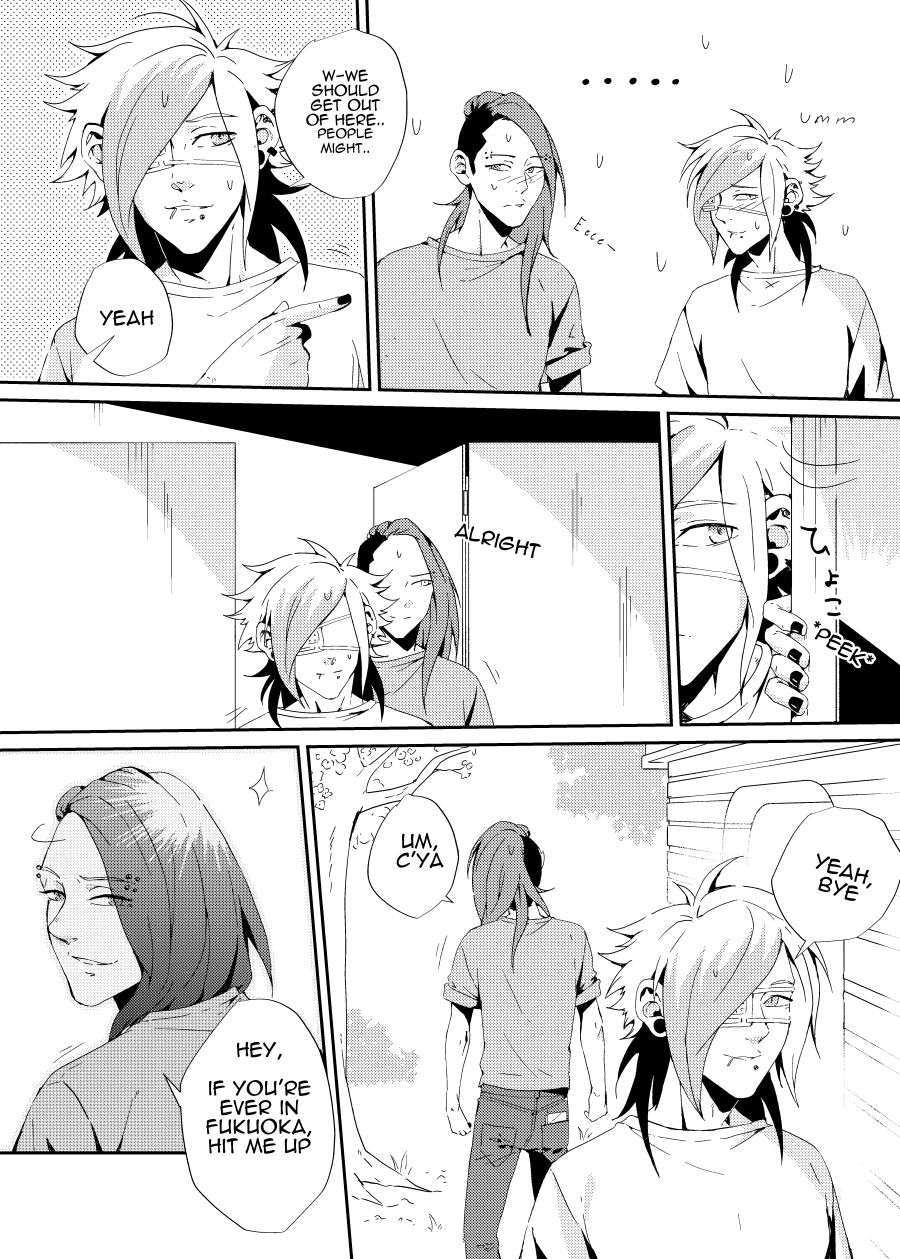 W-WE
SHOULD
GET OUT
OF HERE..
PEOPLE
MIGHT..
YEAH
.....
Umm
Eeee~
ALRIGHT
ひょこ
*PEEK*
HEY,
IF YOU'RE
EVER IN
FUKUOKA,
HIT ME UP
UM,
C'YA
YEAH,
BYE